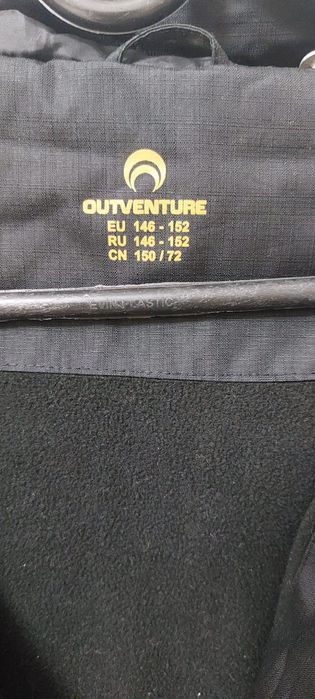 OUTVENTURE
EU 146 - 152
RU 146 - 152
CN 150 / 72